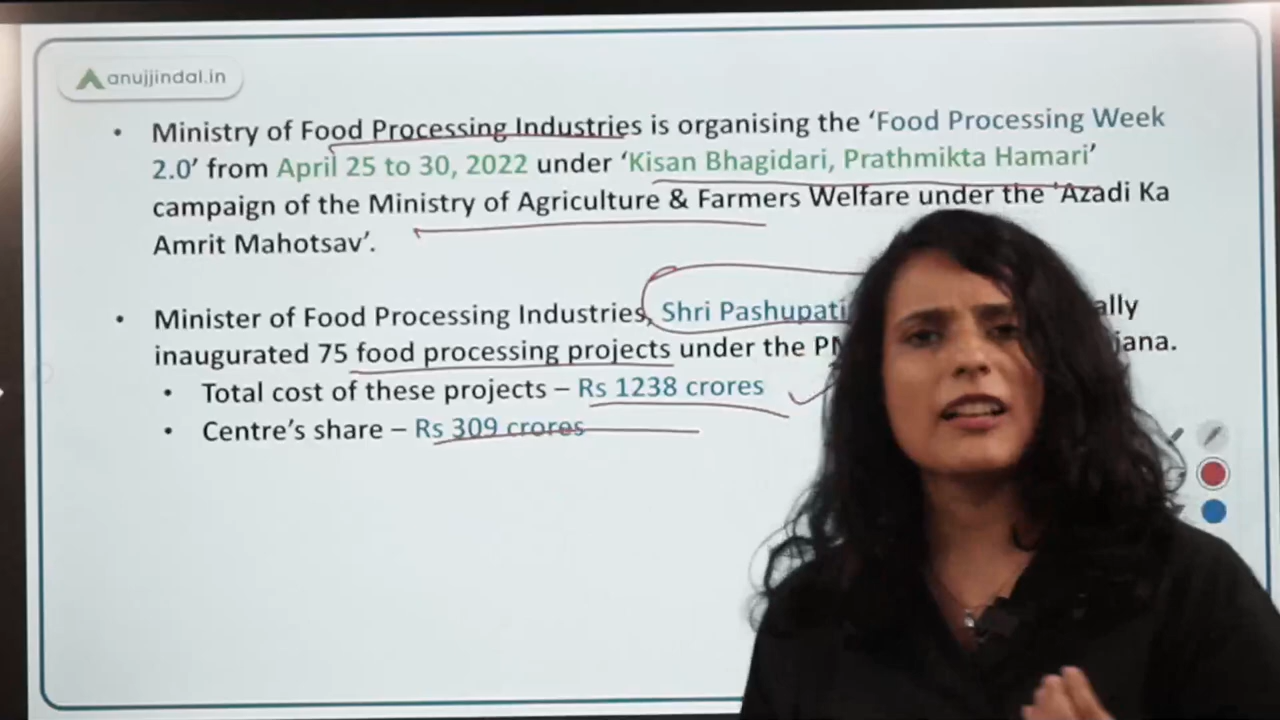 anujjindal.in
• Ministry of Food Processing Industries is organising the ‘Food Processing Week
2.0’ from April 25 to 30, 2022 under ‘Kisan Bhagidari, Prathmikta Hamari’
campaign of the Ministry of Agriculture & Farmers Welfare under the ‘Azadi Ka
Amrit Mahotsav’.
• Minister of Food Processing Industries, Shri Pashupati
inaugurated 75 food processing projects under the
• Total cost of these projects – Rs 1238 crores
• Centre’s share – Rs 309 crores